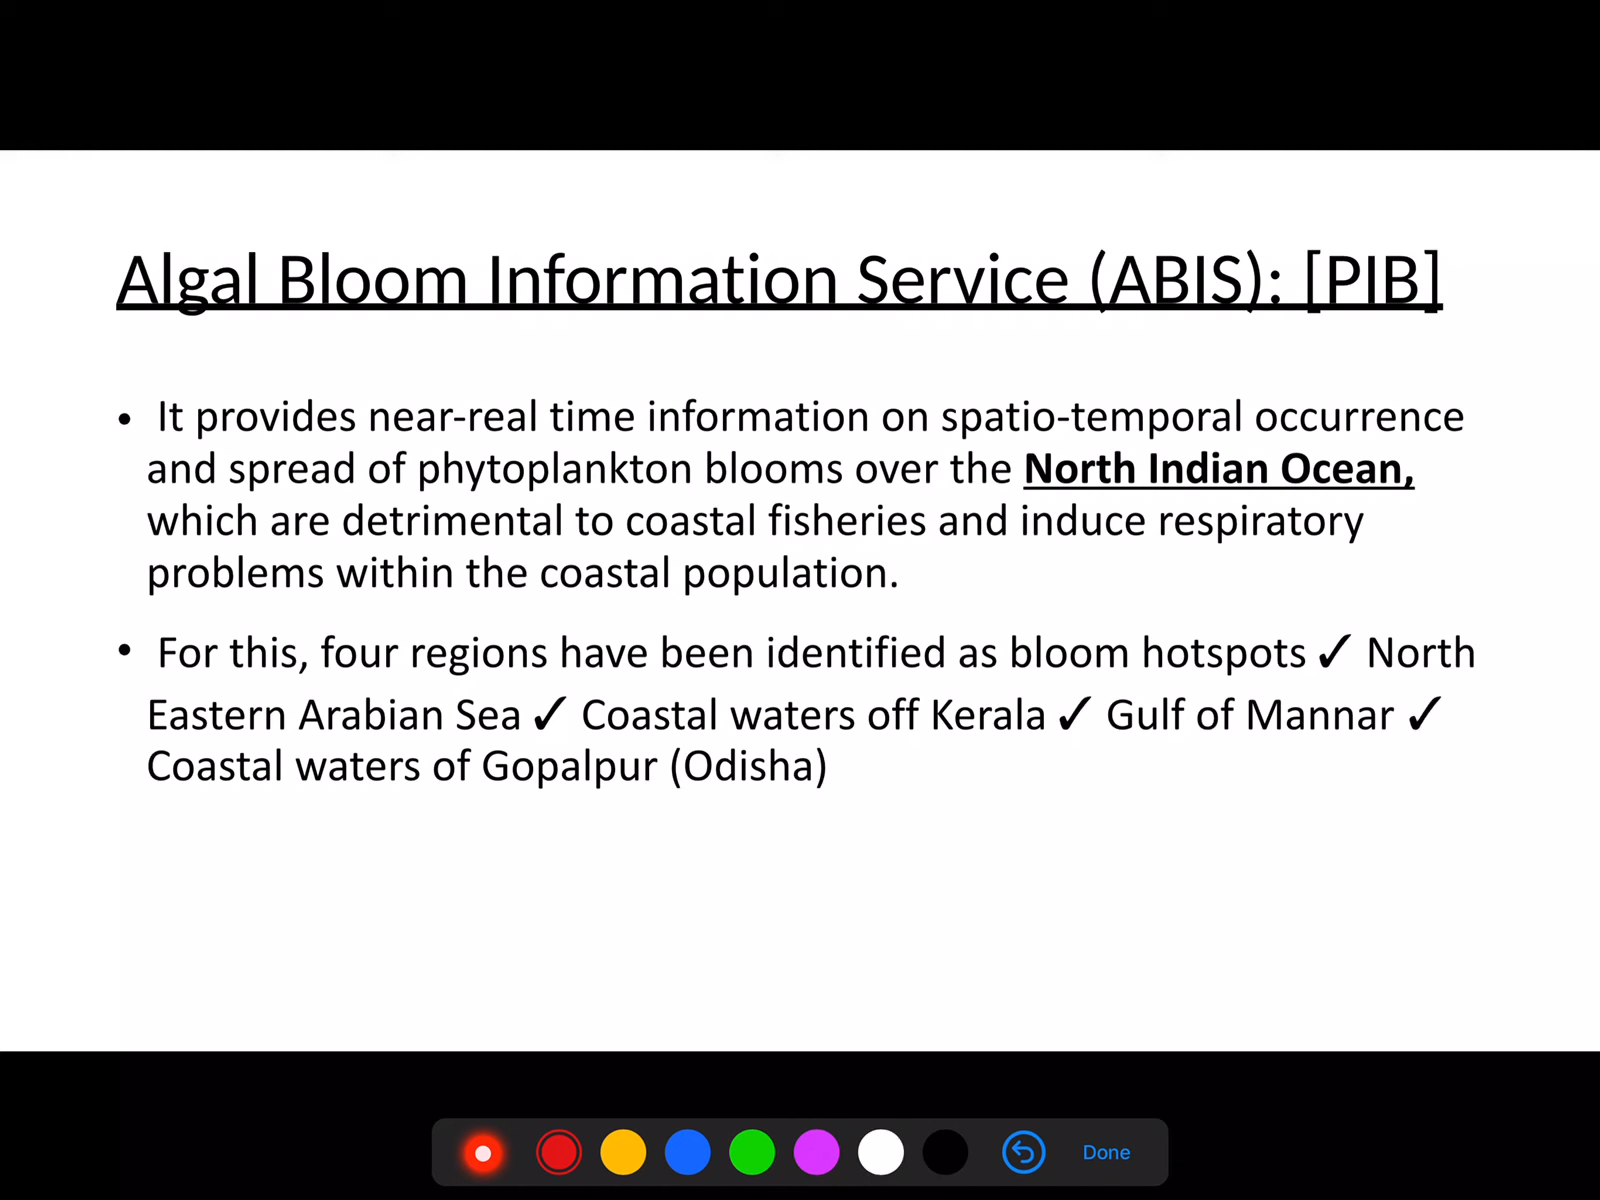 Algal Bloom Information Service (ABIS): [PIB]
• It provides near-real time information on spatio-temporal occurrence
and spread of phytoplankton blooms over the North Indian Ocean,
which are detrimental to coastal fisheries and induce respiratory
problems within the coastal population.
• For this, four regions have been identified as bloom hotspots ✓ North
Eastern Arabian Sea ✓ Coastal waters off Kerala ✓ Gulf of Mannar ✓
Coastal waters of Gopalpur (Odisha)
Done